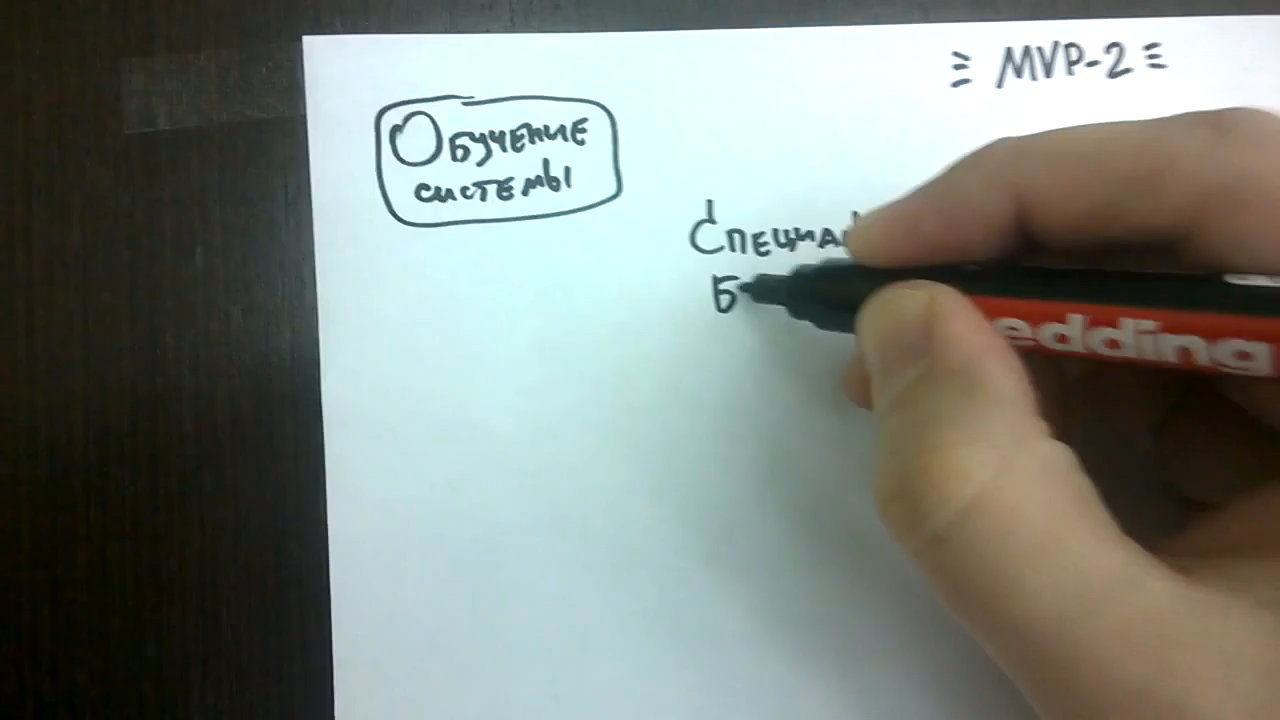 MVP-2
Обучение
системы
Б
edding